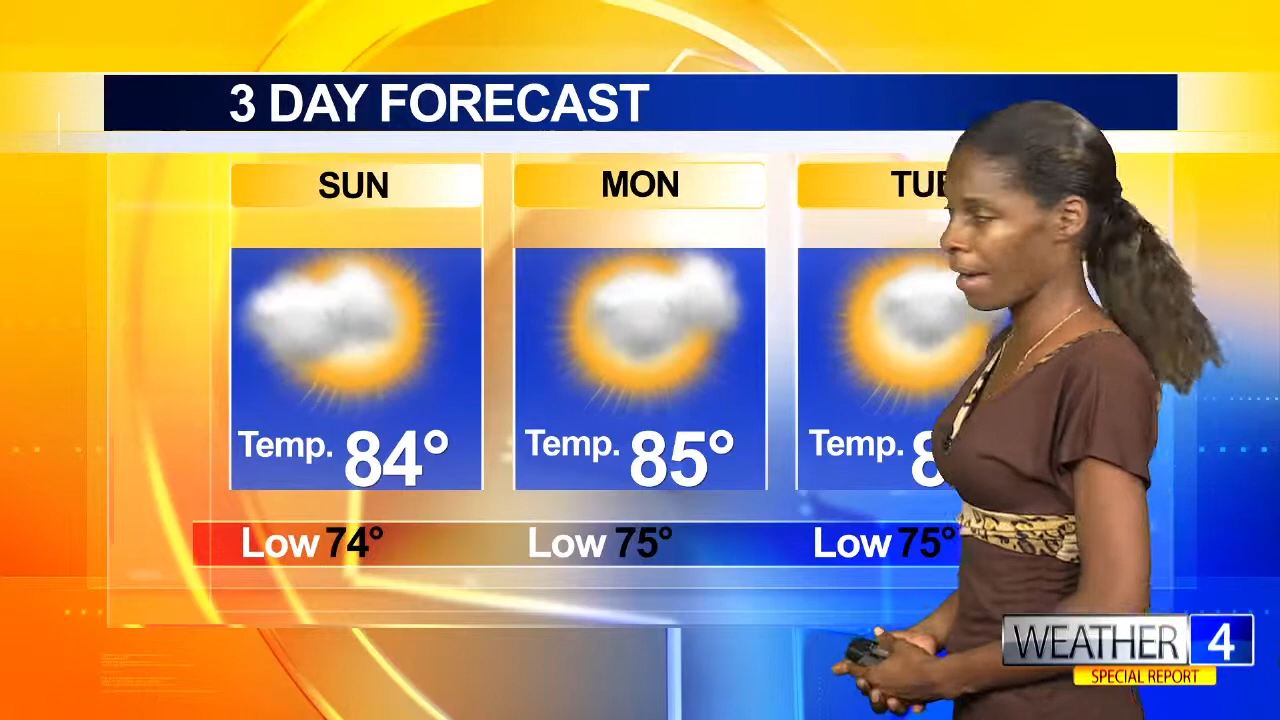 3 DAY FORECAST
SUN MON
Temp. 84° Temp. 85° Temp.
Low 74° Low 75° Low 75°
WEATHER 4
SPECIAL REPORT